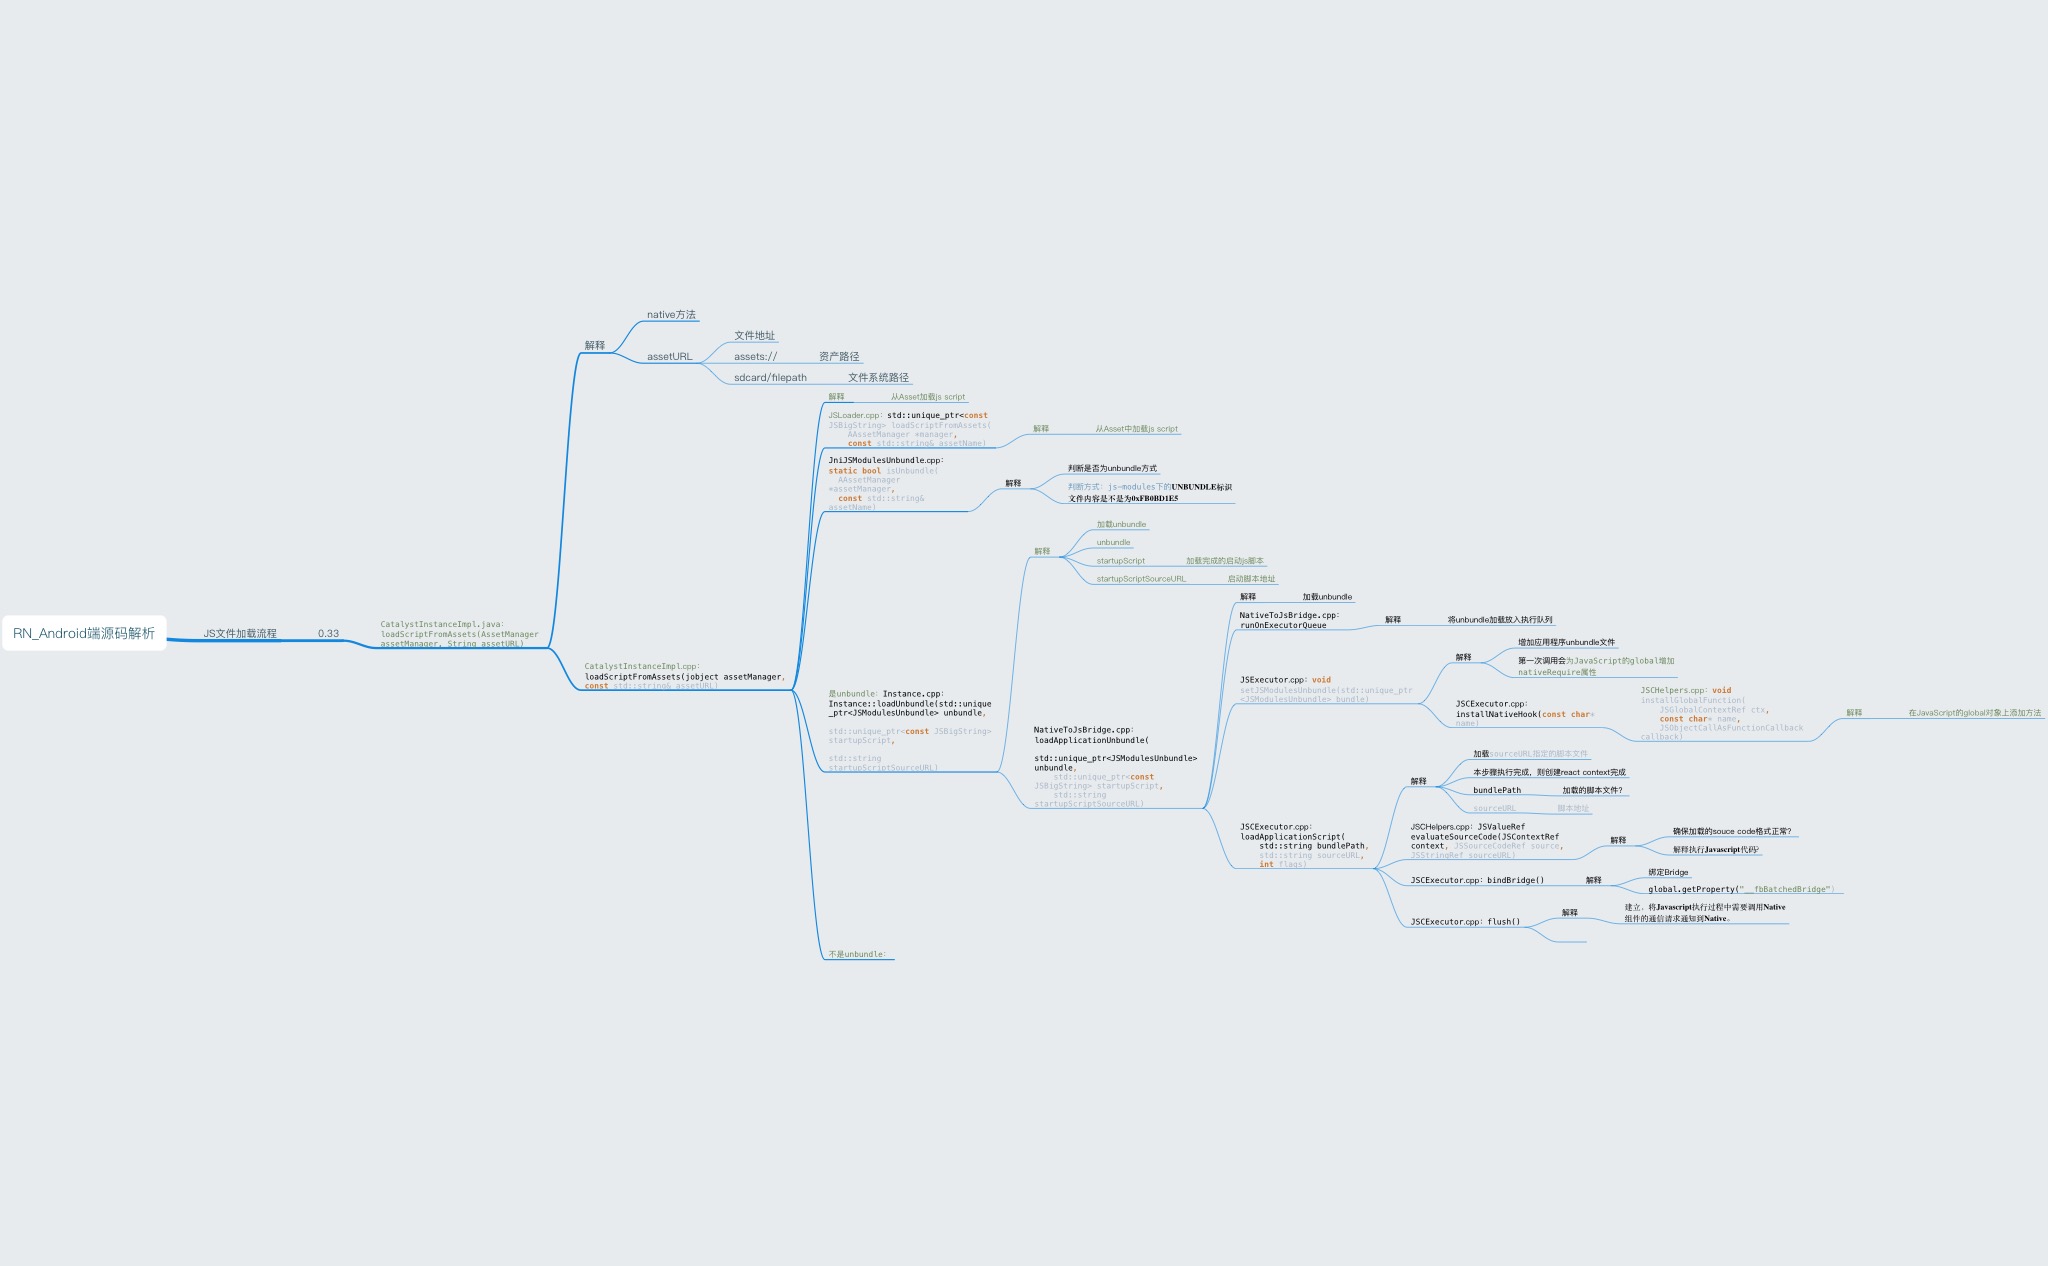 RN_Android端源码解析
JS文件加载流程
0.33
CatalystInstanceImpl.java:
loadScriptFromAssets(AssetManager
assetManager, String assetURL)
解释
native方法
assetURL
文件地址
assets://
资产路径
sdcard/filepath
文件系统路径
CatalystInstanceImpl.cpp:
loadScriptFromAssets(jobject assetManager,
const std::string& assetURL)
解释
从Asset加载js script
JSLoader.cpp: std::unique_ptr<const
JSBigString> loadScriptFromAssets(
AAssetManager *manager,
const std::string& assetName)
解释
从Asset中加载js script
JniJSModulesUnbundle.cpp:
static bool isUnbundle(
AAssetManager
*assetManager,
const std::string&
assetName)
解释
判断是否为unbundle方式
判断方式: js-modules下的UNBUNDLE标识
文件内容是不是为0xFB0BD1E5
是unbundle: Instance.cpp:
Instance::loadUnbundle(std::unique
_ptr<JSModulesUnbundle> unbundle,
std::unique_ptr<const JSBigString>
startupScript,
std::string
startupScriptSourceURL)
解释
加载unbundle
unbundle
startupScript
加载完成的启动js脚本
startupScriptSourceURL
启动脚本地址
NativeToJsBridge.cpp:
loadApplicationUnbundle(
std::unique_ptr<JSModulesUnbundle>
unbundle,
std::unique_ptr<const
JSBigString> startupScript,
std::string
startupScriptSourceURL)
解释
加载unbundle
NativeToJsBridge.cpp:
runOnExecutorQueue
解释
将unbundle加载放入执行队列
JSExecutor.cpp: void
setJSModulesUnbundle(std::unique_ptr
<JSModulesUnbundle> bundle)
解释
增加应用程序unbundle文件
第一次调用会为JavaScript的global增加
nativeRequire属性
JSCExecutor.cpp:
installNativeHook(const char*
name)
JSCHelpers.cpp: void
installGlobalFunction(
JSGlobalContextRef ctx,
const char* name,
JSObjectCallAsFunctionCallback
callback)
解释
在JavaScript的global对象上添加方法
JSCExecutor.cpp:
loadApplicationScript(
std::string bundlePath,
std::string sourceURL,
int flags)
解释
加载sourceURL指定的脚本文件
本步骤执行完成，则创建react context完成
bundlePath
加载的脚本文件?
sourceURL
脚本地址
JSCHelpers.cpp: JSValueRef
evaluateSourceCode(JSContextRef
context, JSSourceCodeRef source,
JSStringRef sourceURL)
解释
确保加载的souce code格式正常?
解释执行Javascript代码?
JSCExecutor.cpp: bindBridge()
解释
绑定Bridge
global.getProperty("__fbBatchedBridge")
JSCExecutor.cpp: flush()
解释
建立，将Javascript执行过程中需要调用Native
组件的通信请求通知到Native。
不是unbundle: